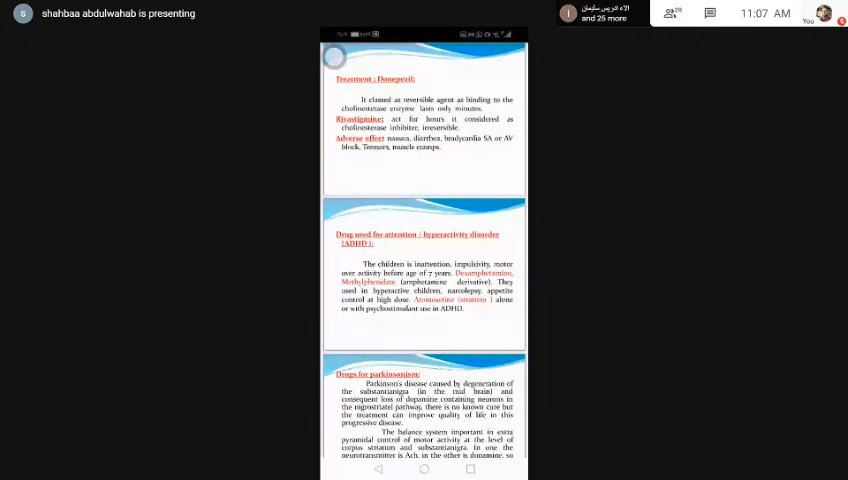 S shahbaa abdulwahab is presenting
الاء ادريس سليمان
and 25 more
28
11:07 AM
You
Treatment : Donepezil:
It classed as reversible agent as binding to the
cholinesterase enzyme lasts only minutes.
Rivastigmine: act for hours it considered as
cholinesterase inhibiter, irreversible.
Adverse effect nausea, diarrhea, bradycardia SA or AV
block, Tremors, muscle cramps.
Drug used for attention / hyperactivity disorder
(ADHD ):
The children is inattention, impulsivity, motor
over activity before age of 7 years. Dexamphetamine,
Methylphenidate (amphetamine derivative). They
used in hyperactive children, narcolepsy, appetite
control at high dose. Atomoxetine (strattera ) alone
or with psychostimulant use in ADHD.
Drugs for parkinsonism:
Parkinson's disease caused by degeneration of
the substantianigra (in the mid brain) and
consequent loss of dopamine containing neurons in
the nigrostriatel pathway, there is no known cure but
the treatment can improve quality of life in this
progressive disease.
The balance system important in extra
pyramidal control of motor activity at the level of
corpus striatum and substantianigra. In one the
neurotransmitter is Ach, in the other is dopamine, so